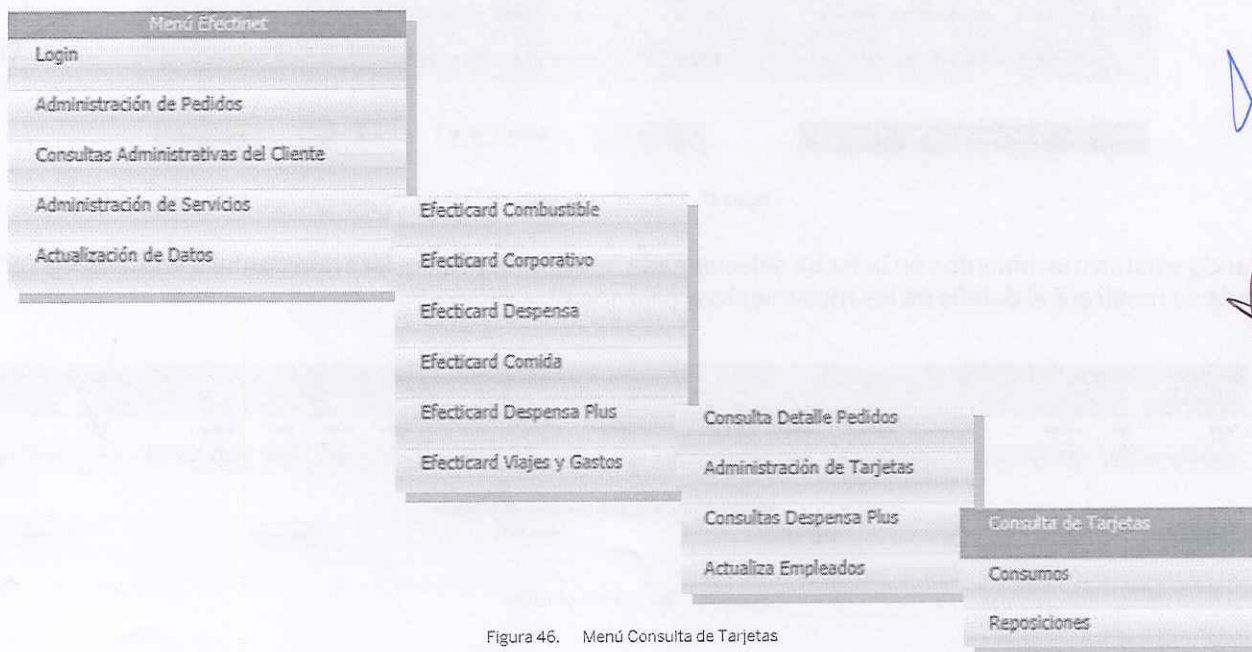 Menú Efectinet
Login
Administración de Pedidos
Consultas Administrativas del Cliente
Administración de Servicios
Actualización de Datos
Efecticard Combustible
Efecticard Corporativo
Efecticard Despensa
Efecticard Comida
Efecticard Despensa Plus
Efecticard Viajes y Gastos
Consulta Detalle Pedidos
Administración de Tarjetas
Consultas Despensa Plus
Actualiza Empleados
Consulta de Tarjetas
Consumos
Reposiciones
Figura 46. Menú Consulta de Tarjetas